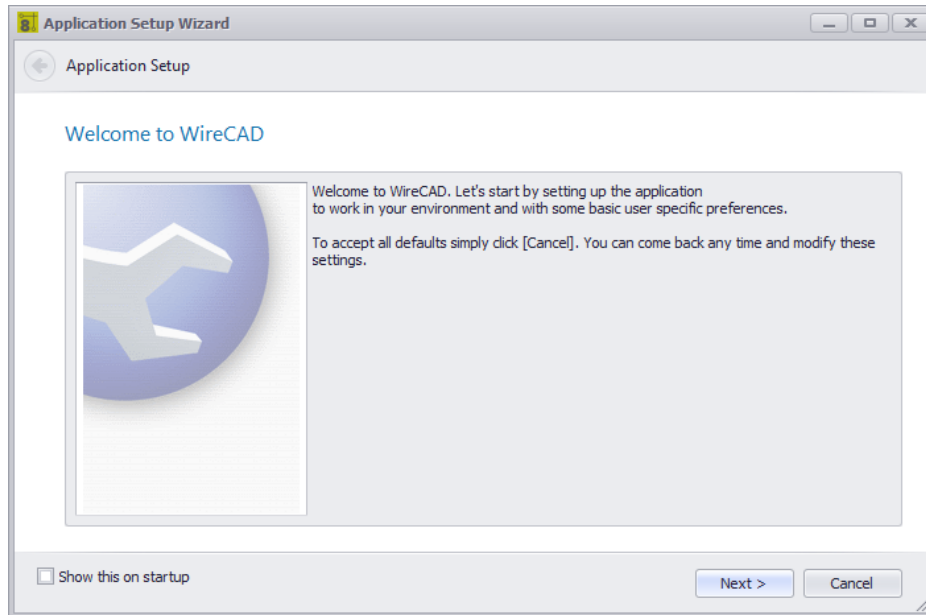 8 Application Setup Wizard
Application Setup
Welcome to WireCAD
Welcome to WireCAD. Let's start by setting up the application
to work in your environment and with some basic user specific preferences.
To accept all defaults simply click [Cancel]. You can come back any time and modify these
settings.
Show this on startup
Next >
Cancel